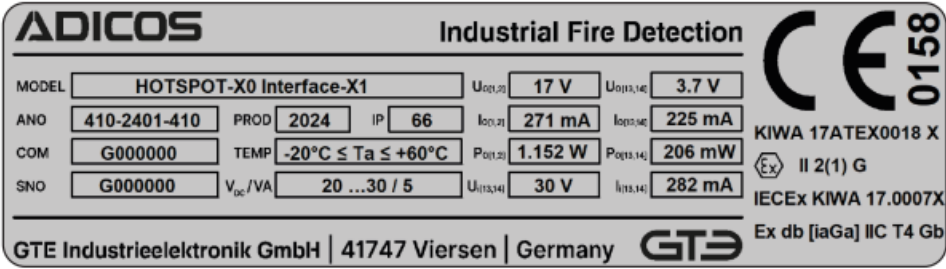 ADICOS
Industrial Fire Detection
MODEL HOTSPOT-X0 Interface-X1 U₀[1,2] 17 V U₀[13,14] 3.7 V
ANO 410-2401-410 PROD 2024 IP 66 I₀[1,2] 271 mA I₀[13,14] 225 mA
COM G000000 TEMP -20°C ≤ Ta ≤ +60°C P₀[1,2] 1.152 W P₀[13,14] 206 mW
SNO G000000 V_DC/VA 20 ...30 / 5 Uᵢ[13,14] 30 V Iᵢ[13,14] 282 mA
GTE Industrieelektronik GmbH | 41747 Viersen | Germany GTE
CE 0158
KIWA 17ATEX0018 X
Ex II 2(1) G
IECEx KIWA 17.0007X
Ex db [iaGa] IIC T4 Gb